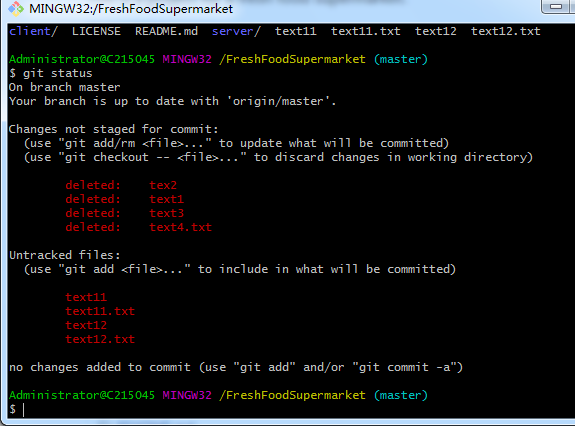 MINGW32:/FreshFoodSupermarket
client/ LICENSE README.md server/ text11 text11.txt text12 text12.txt
Administrator@C215045 MINGW32 /FreshFoodSupermarket (master)
$ git status
On branch master
Your branch is up to date with 'origin/master'.
Changes not staged for commit:
(use "git add/rm <file>..." to update what will be committed)
(use "git checkout -- <file>..." to discard changes in working directory)
deleted: tex2
deleted: text1
deleted: text3
deleted: text4.txt
Untracked files:
(use "git add <file>..." to include in what will be committed)
text11
text11.txt
text12
text12.txt
no changes added to commit (use "git add" and/or "git commit -a")
Administrator@C215045 MINGW32 /FreshFoodSupermarket (master)
$